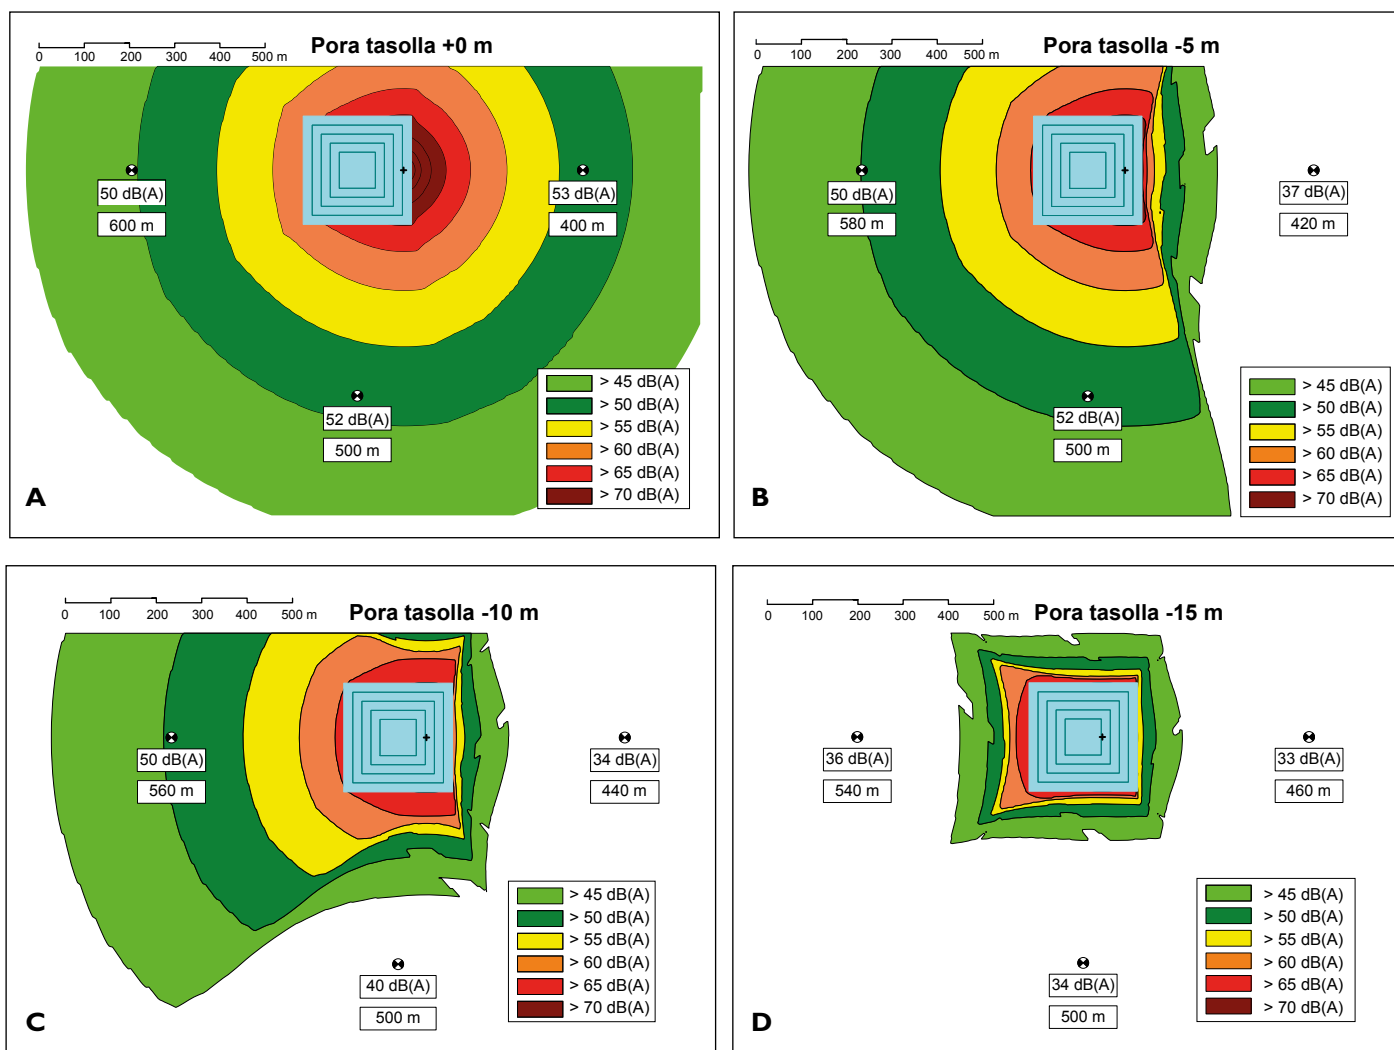 Pora tasolla +0 m
0 100 200 300 400 500 m
50 dB(A)
600 m
53 dB(A)
400 m
52 dB(A)
500 m
> 45 dB(A)
> 50 dB(A)
> 55 dB(A)
> 60 dB(A)
> 65 dB(A)
> 70 dB(A)
A
Pora tasolla -5 m
0 100 200 300 400 500 m
50 dB(A)
580 m
37 dB(A)
420 m
52 dB(A)
500 m
> 45 dB(A)
> 50 dB(A)
> 55 dB(A)
> 60 dB(A)
> 65 dB(A)
> 70 dB(A)
B
Pora tasolla -10 m
0 100 200 300 400 500 m
50 dB(A)
560 m
34 dB(A)
440 m
40 dB(A)
500 m
> 45 dB(A)
> 50 dB(A)
> 55 dB(A)
> 60 dB(A)
> 65 dB(A)
> 70 dB(A)
C
Pora tasolla -15 m
0 100 200 300 400 500 m
36 dB(A)
540 m
33 dB(A)
460 m
34 dB(A)
500 m
> 45 dB(A)
> 50 dB(A)
> 55 dB(A)
> 60 dB(A)
> 65 dB(A)
> 70 dB(A)
D